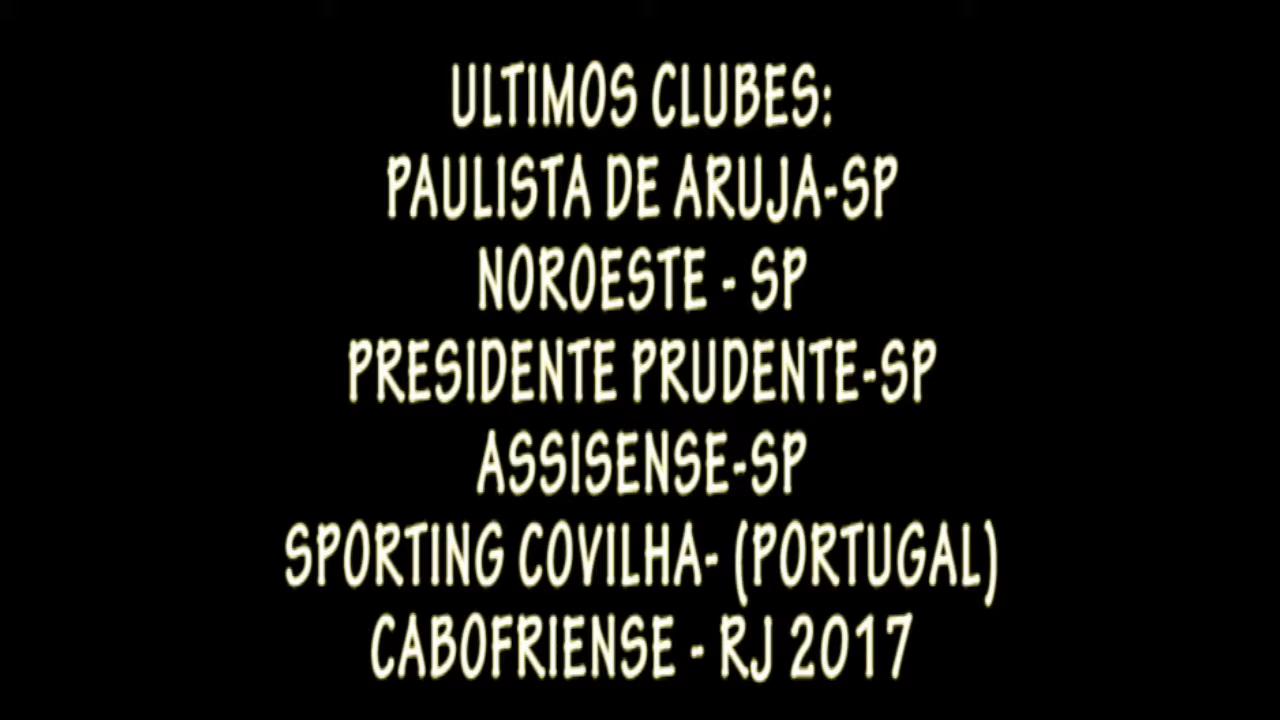 ULTIMOS CLUBES:
PAULISTA DE ARUJA-SP
NOROESTE - SP
PRESIDENTE PRUDENTE-SP
ASSISENSE-SP
SPORTING COVILHA- (PORTUGAL)
CABOFRIENSE - RJ 2017